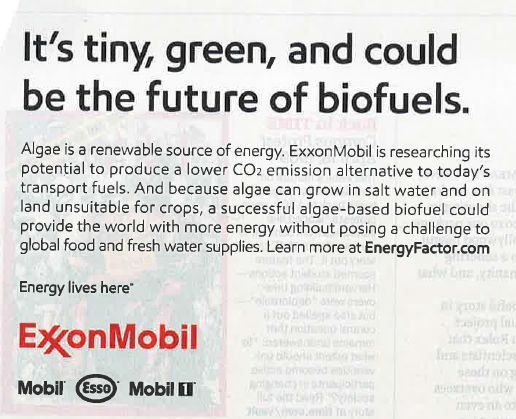 It's tiny, green, and could
be the future of biofuels.
Algae is a renewable source of energy. ExxonMobil is researching its
potential to produce a lower CO2 emission alternative to today's
transport fuels. And because algae can grow in salt water and on
land unsuitable for crops, a successful algae-based biofuel could
provide the world with more energy without posing a challenge to
global food and fresh water supplies. Learn more at EnergyFactor.com
Energy lives here"
ExxonMobil
Mobil Esso Mobil 1